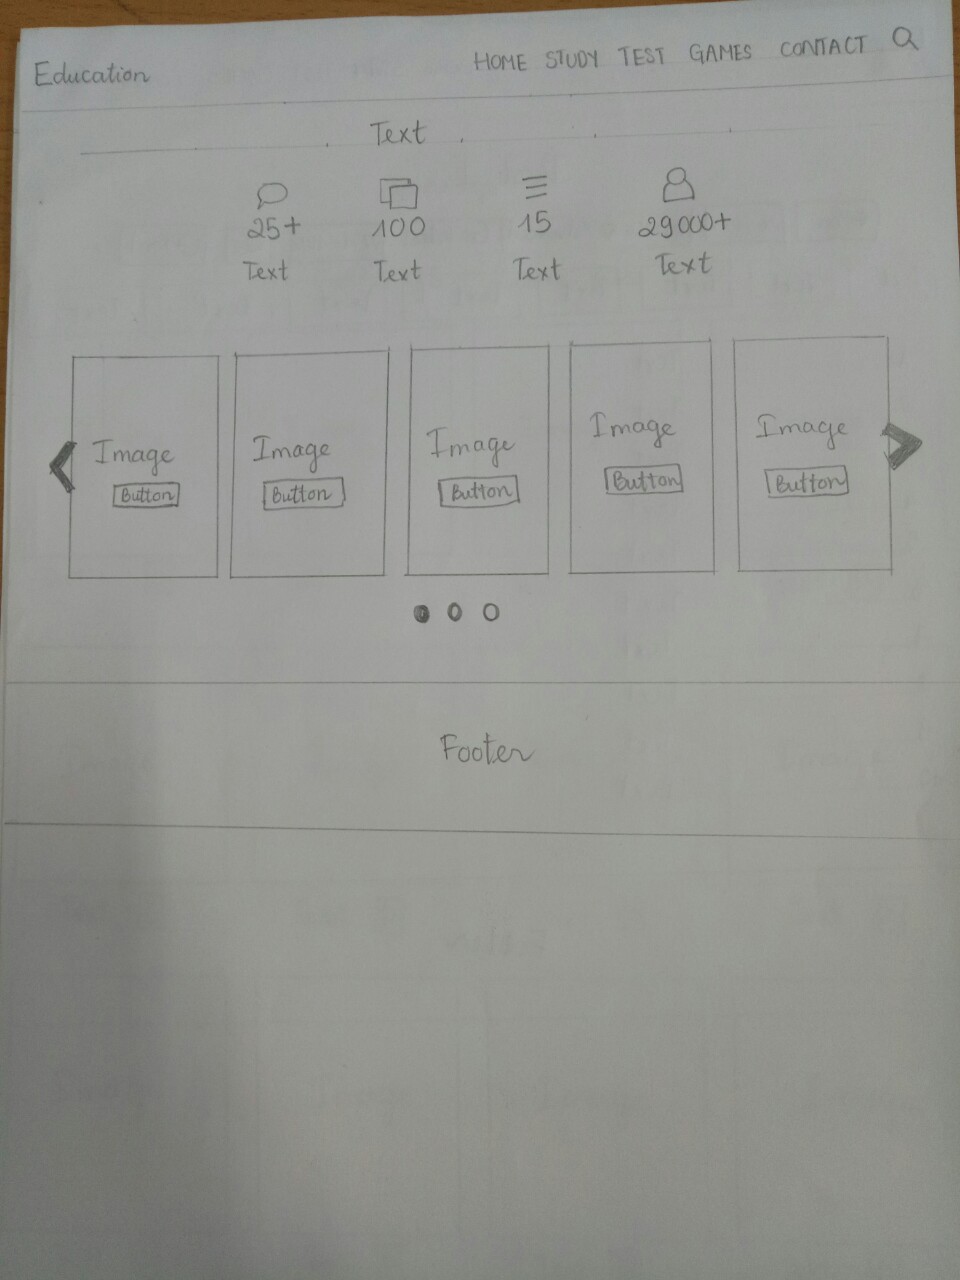 Education HOME STUDY TEST GAMES CONTACT
Text
25+ 100 15 29000+
Text Text Text Text
Image Image Image Image Image
Button Button Button Button Button
Footer